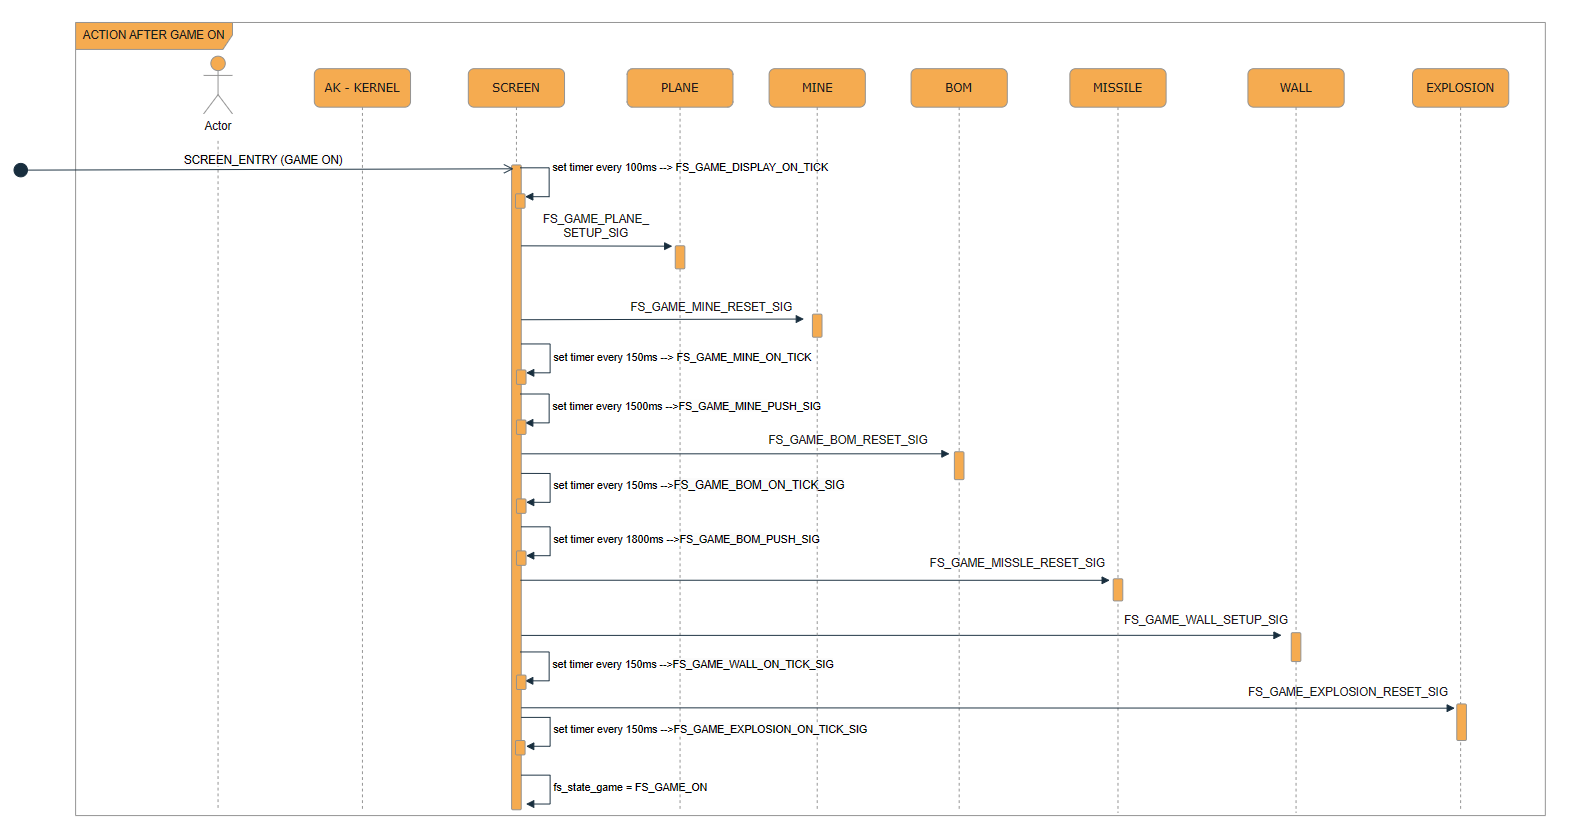 ACTION AFTER GAME ON
Actor
AK - KERNEL
SCREEN
PLANE
MINE
BOM
MISSILE
WALL
EXPLOSION
SCREEN_ENTRY (GAME ON)
set timer every 100ms --> FS_GAME_DISPLAY_ON_TICK
FS_GAME_PLANE_
SETUP_SIG
FS_GAME_MINE_RESET_SIG
set timer every 150ms --> FS_GAME_MINE_ON_TICK
set timer every 1500ms -->FS_GAME_MINE_PUSH_SIG
FS_GAME_BOM_RESET_SIG
set timer every 150ms -->FS_GAME_BOM_ON_TICK_SIG
set timer every 1800ms -->FS_GAME_BOM_PUSH_SIG
FS_GAME_MISSLE_RESET_SIG
FS_GAME_WALL_SETUP_SIG
set timer every 150ms -->FS_GAME_WALL_ON_TICK_SIG
FS_GAME_EXPLOSION_RESET_SIG
set timer every 150ms -->FS_GAME_EXPLOSION_ON_TICK_SIG
fs_state_game = FS_GAME_ON